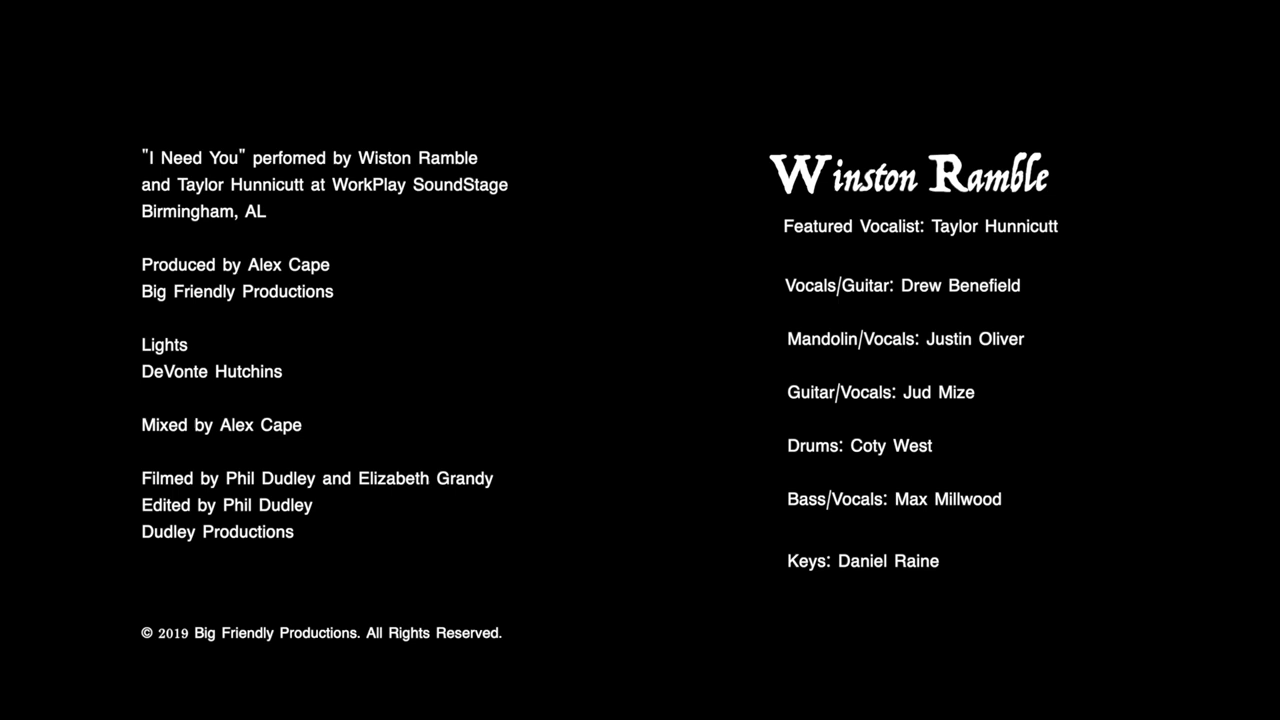 "I Need You" perfomed by Wiston Ramble
and Taylor Hunnicutt at WorkPlay SoundStage
Birmingham, AL
Produced by Alex Cape
Big Friendly Productions
Lights
DeVonte Hutchins
Mixed by Alex Cape
Filmed by Phil Dudley and Elizabeth Grandy
Edited by Phil Dudley
Dudley Productions
© 2019 Big Friendly Productions. All Rights Reserved.
Winston Ramble
Featured Vocalist: Taylor Hunnicutt
Vocals/Guitar: Drew Benefield
Mandolin/Vocals: Justin Oliver
Guitar/Vocals: Jud Mize
Drums: Coty West
Bass/Vocals: Max Millwood
Keys: Daniel Raine